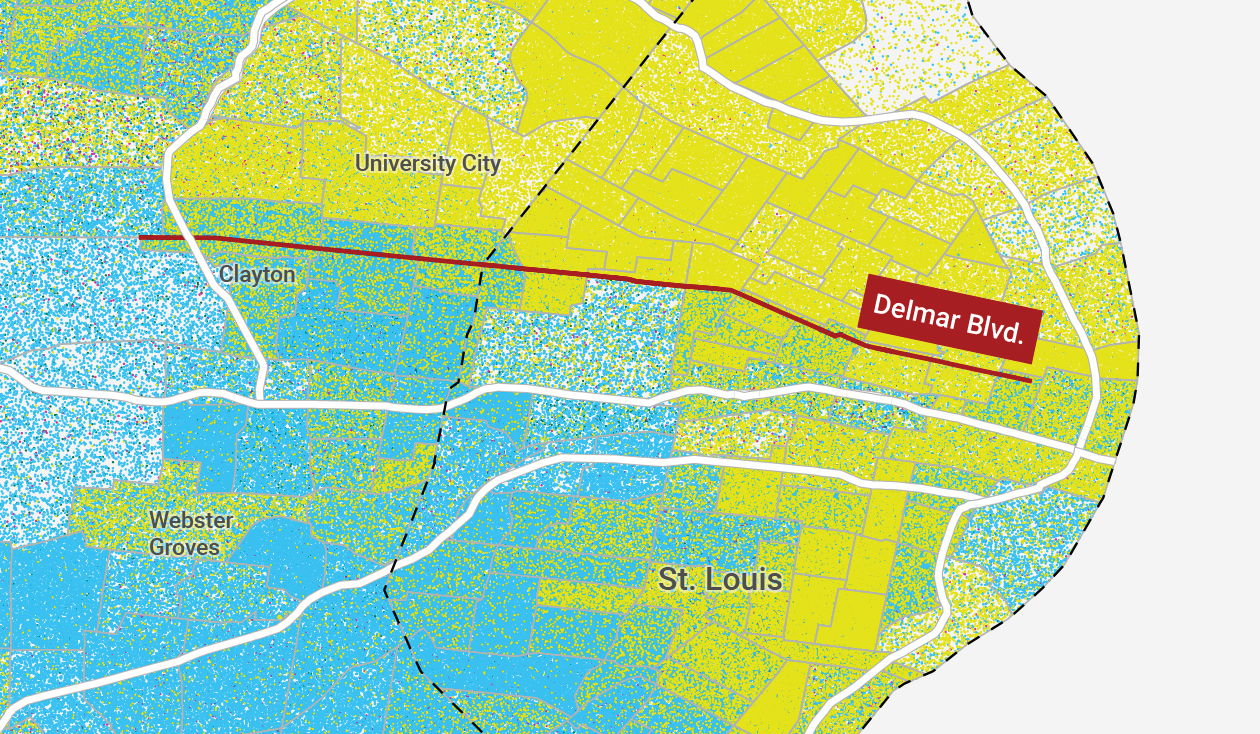 University City
Clayton
Delmar Blvd.
Webster
Groves
St. Louis